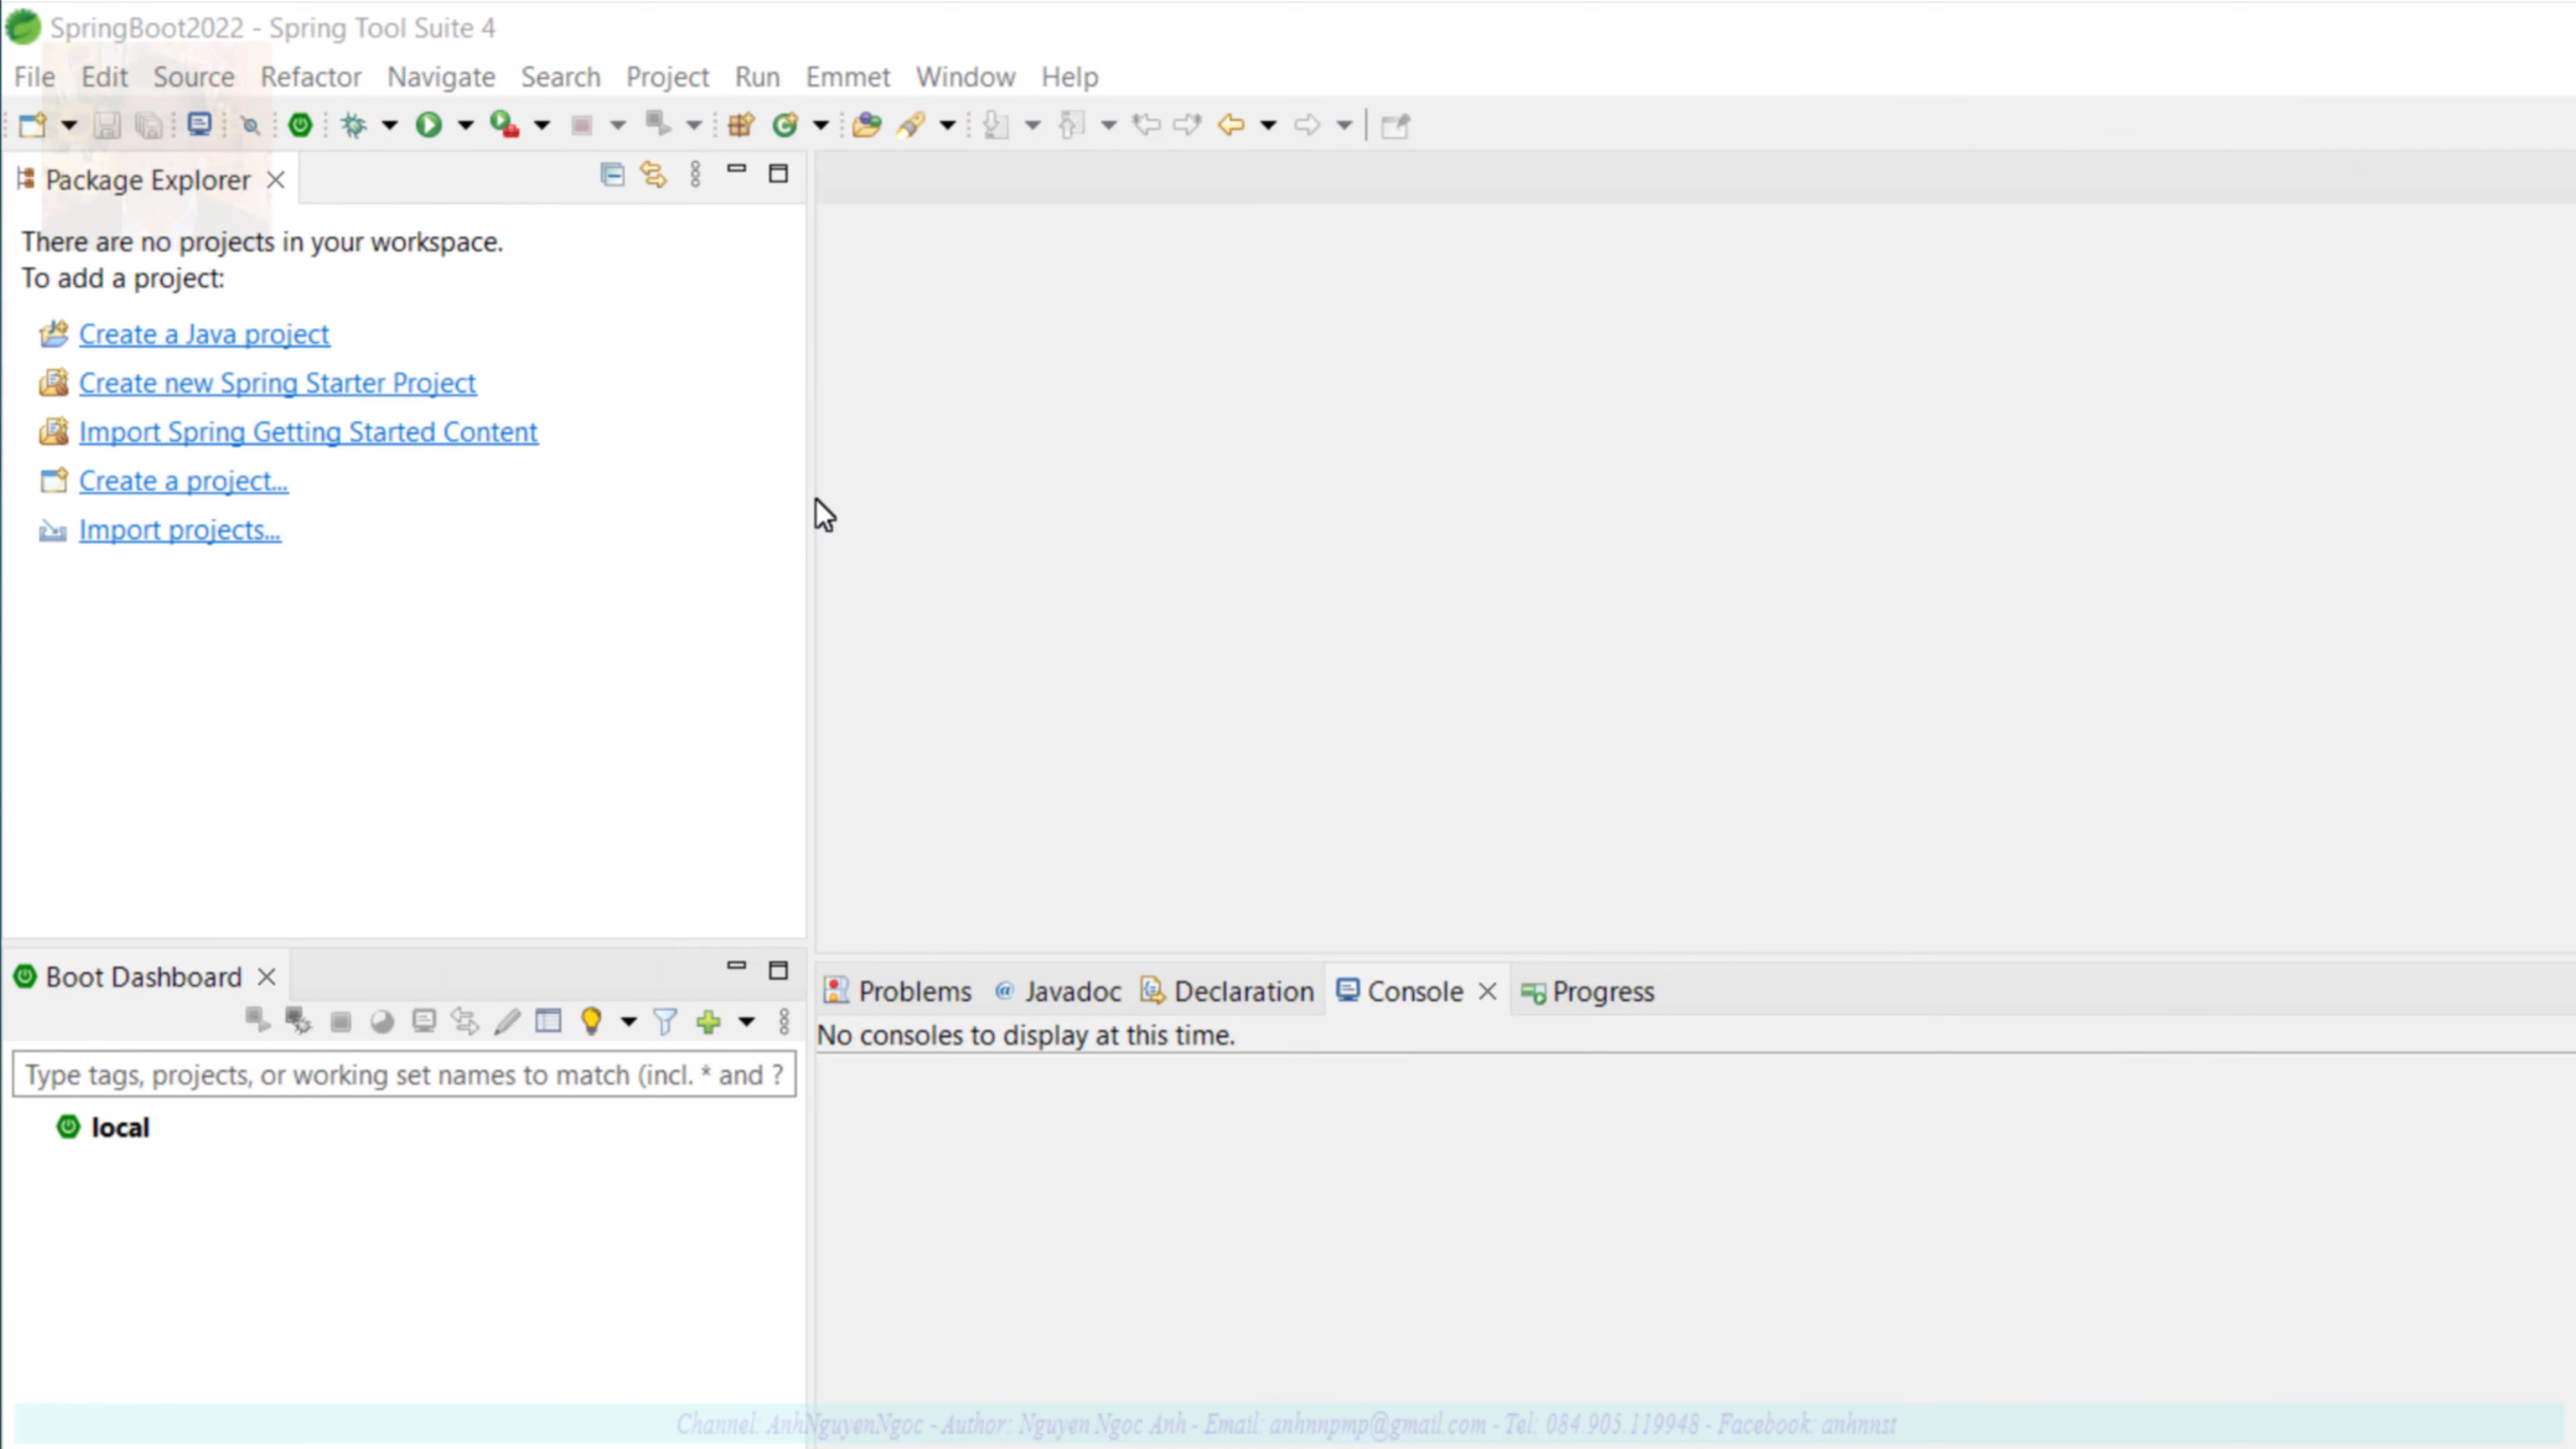 SpringBoot2022 - Spring Tool Suite 4
File Edit Source Refactor Navigate Search Project Run Emmet Window Help
Package Explorer
There are no projects in your workspace.
To add a project:
Create a Java project
Create new Spring Starter Project
Import Spring Getting Started Content
Create a project...
Import projects...
Boot Dashboard
Type tags, projects, or working set names to match (incl. * and ?
local
Problems @ Javadoc Declaration Console Progress
No consoles to display at this time.
Channel: AnhNguyenNgoc - Author: Nguyen Ngoc Anh - Email: anhnnpmp@gmail.com - Tel: 084.905.119948 - Facebook: anhnnst